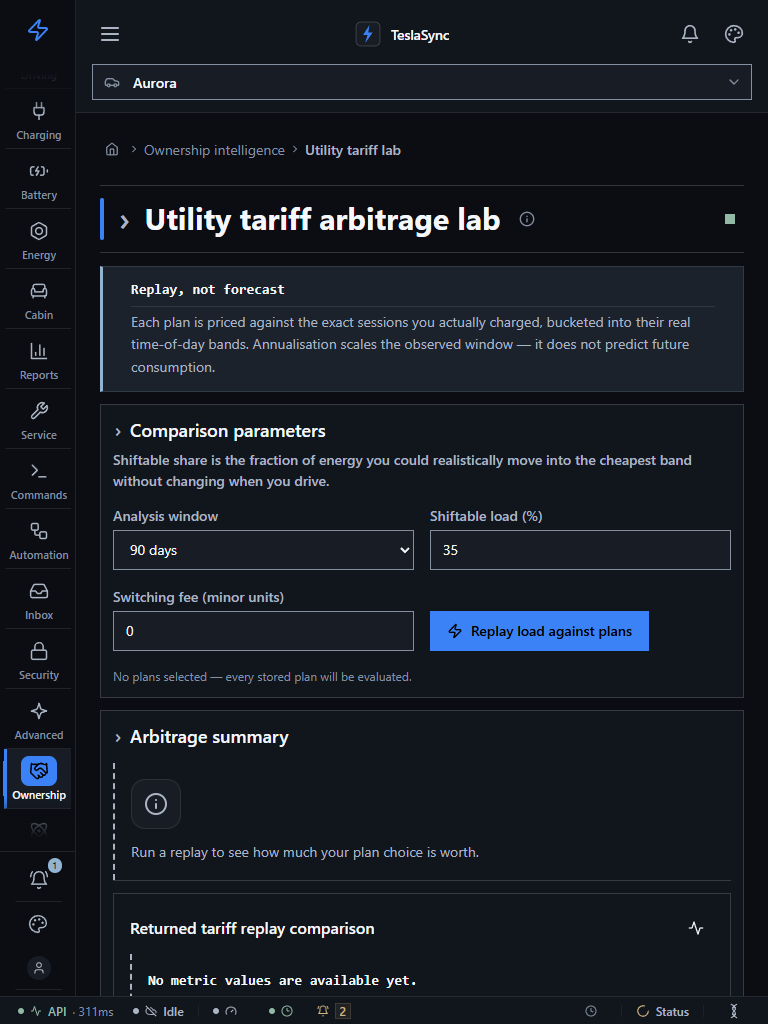 TeslaSync
Aurora
Driving
Charging
Battery
Energy
Cabin
Reports
Service
Commands
Automation
Inbox
Security
Advanced
Ownership
1
Ownership intelligence
Utility tariff lab
Utility tariff arbitrage lab
Replay, not forecast
Each plan is priced against the exact sessions you actually charged, bucketed into their real
time-of-day bands. Annualisation scales the observed window — it does not predict future
consumption.
Comparison parameters
Shiftable share is the fraction of energy you could realistically move into the cheapest band
without changing when you drive.
Analysis window
Shiftable load (%)
90 days
35
Switching fee (minor units)
0
Replay load against plans
No plans selected — every stored plan will be evaluated.
Arbitrage summary
Run a replay to see how much your plan choice is worth.
Returned tariff replay comparison
No metric values are available yet.
API · 311ms
Idle
2
Status